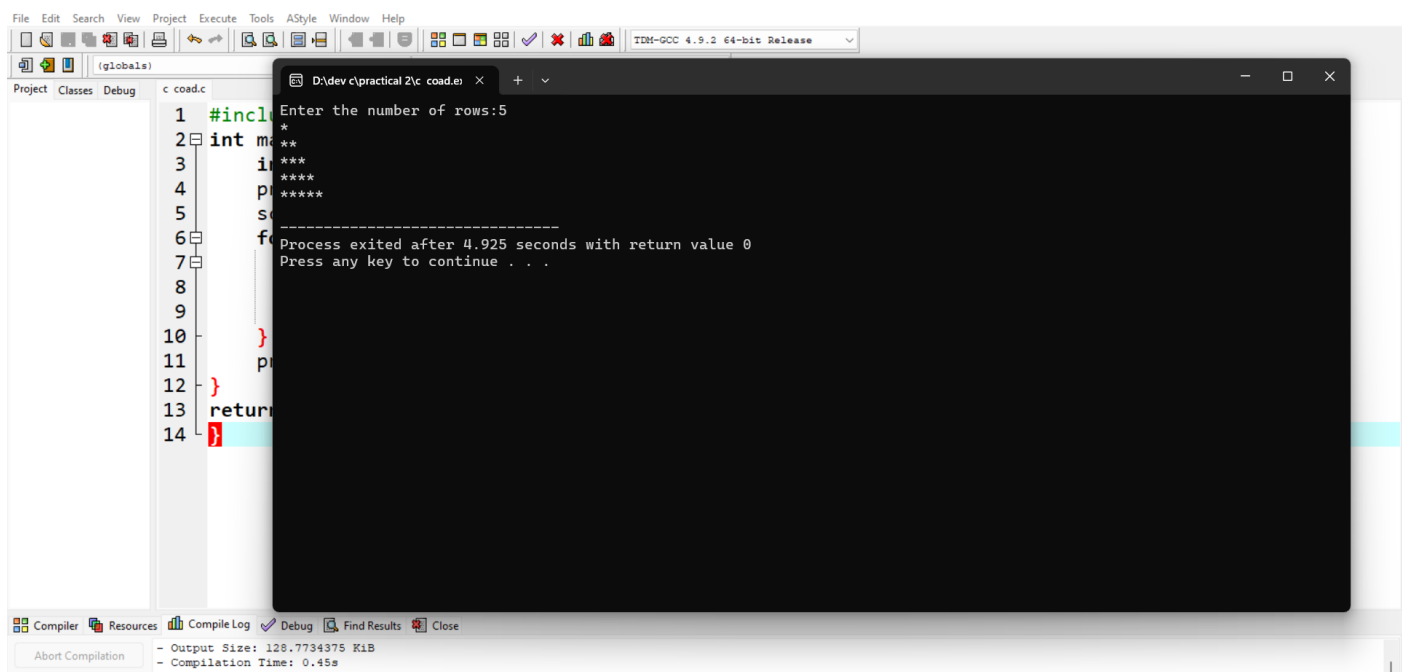 File Edit Search View Project Execute Tools AStyle Window Help
TDM-GCC 4.9.2 64-bit Release
(globals)
Project Classes Debug
c coad.c
D:\dev c\practical 2\c coad.e
1 #inclu
2 int ma
3 i
4 p
5 s
6 f
7
8
9
10 }
11 p
12 }
13 return
14 }
Enter the number of rows:5
*
**
***
****
*****
--------------------------------
Process exited after 4.925 seconds with return value 0
Press any key to continue . . .
Compiler Resources Compile Log Debug Find Results Close
Abort Compilation
- Output Size: 128.7734375 KiB
- Compilation Time: 0.45s